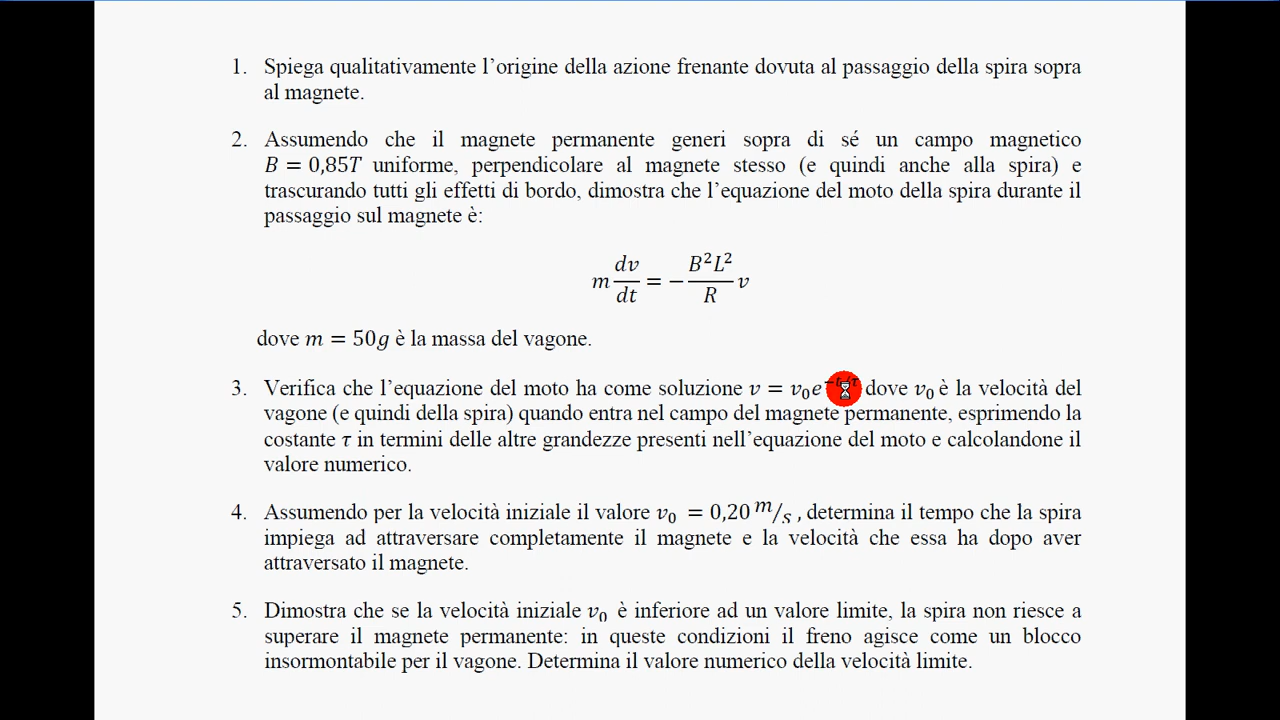 1. Spiega qualitativamente l’origine della azione frenante dovuta al passaggio della spira sopra
al magnete.
2. Assumendo che il magnete permanente generi sopra di sé un campo magnetico
B = 0,85T uniforme, perpendicolare al magnete stesso (e quindi anche alla spira) e
trascurando tutti gli effetti di bordo, dimostra che l’equazione del moto della spira durante il
passaggio sul magnete è:
m dv/dt = − B²L²/R v
dove m = 50g è la massa del vagone.
3. Verifica che l’equazione del moto ha come soluzione v = v₀e dove v₀ è la velocità del
vagone (e quindi della spira) quando entra nel campo del magnete permanente, esprimendo la
costante τ in termini delle altre grandezze presenti nell’equazione del moto e calcolandone il
valore numerico.
4. Assumendo per la velocità iniziale il valore v₀ = 0,20 m/s , determina il tempo che la spira
impiega ad attraversare completamente il magnete e la velocità che essa ha dopo aver
attraversato il magnete.
5. Dimostra che se la velocità iniziale v₀ è inferiore ad un valore limite, la spira non riesce a
superare il magnete permanente: in queste condizioni il freno agisce come un blocco
insormontabile per il vagone. Determina il valore numerico della velocità limite.